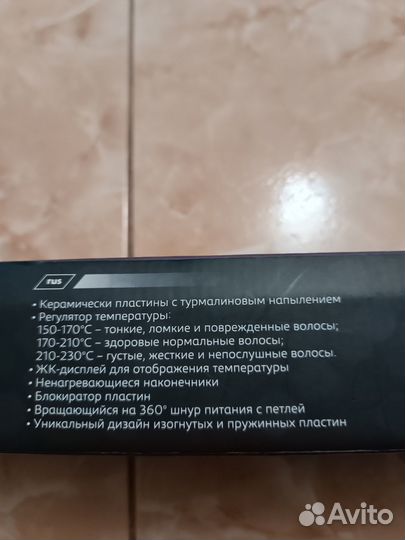 rus
• Керамически пластины с турмалиновым напылением
• Регулятор температуры:
150-170°C – тонкие, ломкие и поврежденные волосы;
170-210°C – здоровые нормальные волосы;
210-230°C – густые, жесткие и непослушные волосы.
• ЖК-дисплей для отображения температуры
• Ненагревающиеся наконечники
• Блокиратор пластин
• Вращающийся на 360° шнур питания с петлей
• Уникальный дизайн изогнутых и пружинных пластин
Avito